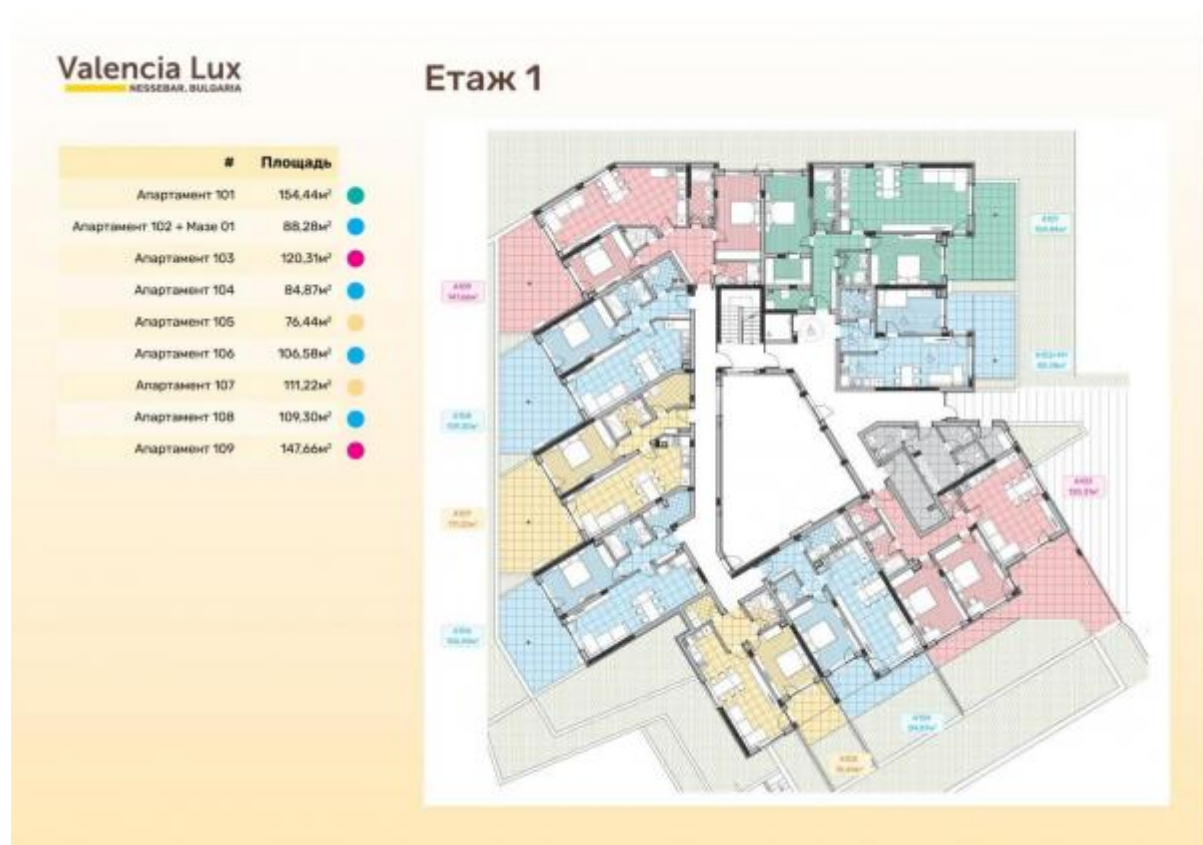 Valencia Lux
NESSEBAR, BULGARIA
Етаж 1
# Площадь
Апартамент 101 154,44м²
Апартамент 102 + Мазе 01 88,28м²
Апартамент 103 120,31м²
Апартамент 104 84,87м²
Апартамент 105 76,44м²
Апартамент 106 106,58м²
Апартамент 107 111,22м²
Апартамент 108 109,30м²
Апартамент 109 147,66м²